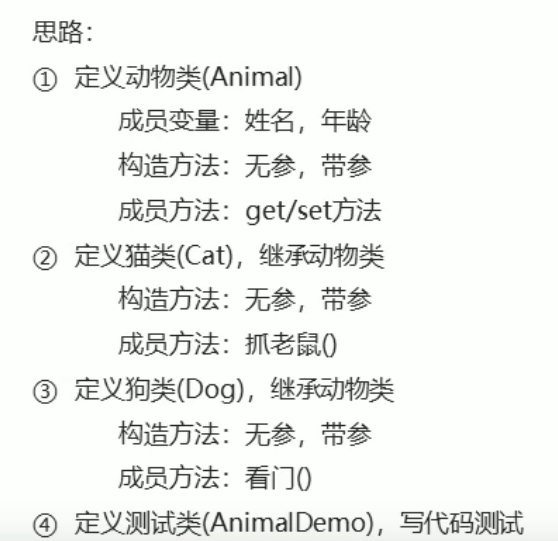 思路：
① 定义动物类(Animal)
成员变量：姓名，年龄
构造方法：无参，带参
成员方法：get/set方法
② 定义猫类(Cat)，继承动物类
构造方法：无参，带参
成员方法：抓老鼠()
③ 定义狗类(Dog)，继承动物类
构造方法：无参，带参
成员方法：看门()
④ 定义测试类(AnimalDemo)，写代码测试